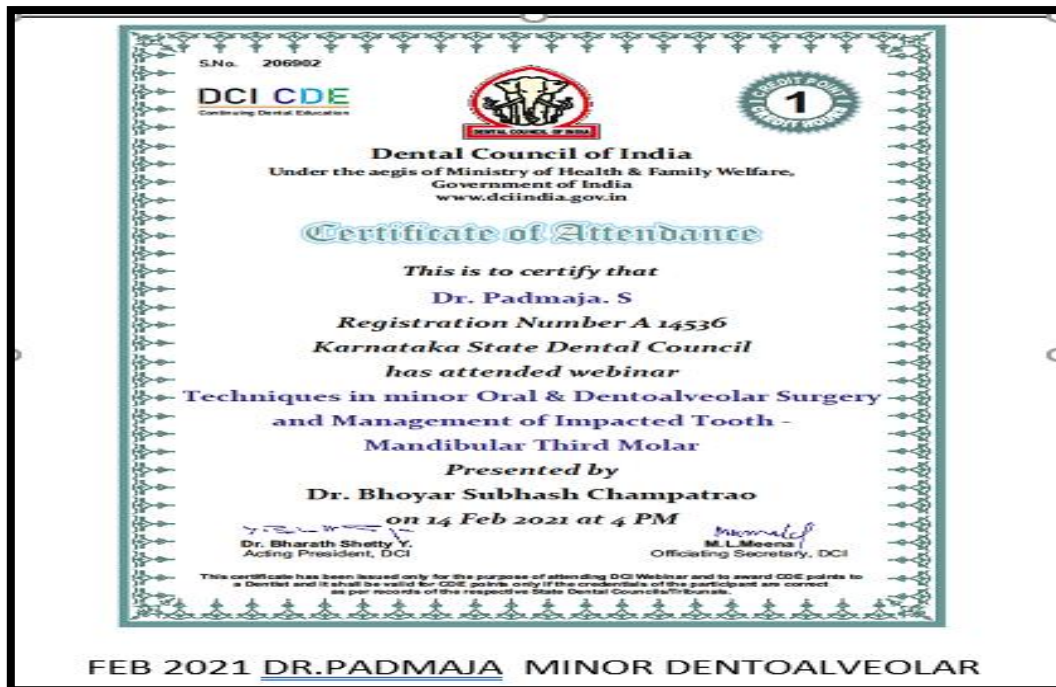 S.No. 206902
DCI CDE
Continuing Dental Education
DENTAL COUNCIL OF INDIA
CREDIT POINT
1
CREDIT HOURS
Dental Council of India
Under the aegis of Ministry of Health & Family Welfare,
Government of India
www.dciindia.gov.in
Certificate of Attendance
This is to certify that
Dr. Padmaja. S
Registration Number A 14536
Karnataka State Dental Council
has attended webinar
Techniques in minor Oral & Dentoalveolar Surgery
and Management of Impacted Tooth -
Mandibular Third Molar
Presented by
Dr. Bhoyar Subhash Champatrao
on 14 Feb 2021 at 4 PM
Dr. Bharath Shetty Y.
Acting President, DCI
M.L.Meena
Officiating Secretary, DCI
This certificate has been issued only for the purpose of attending DCI Webinar and to award CDE points to
a Dentist and it shall be valid for CDE points only if the credentials of the participant are correct
as per records of the respective State Dental Councils/Tribunals.
FEB 2021 DR.PADMAJA MINOR DENTOALVEOLAR